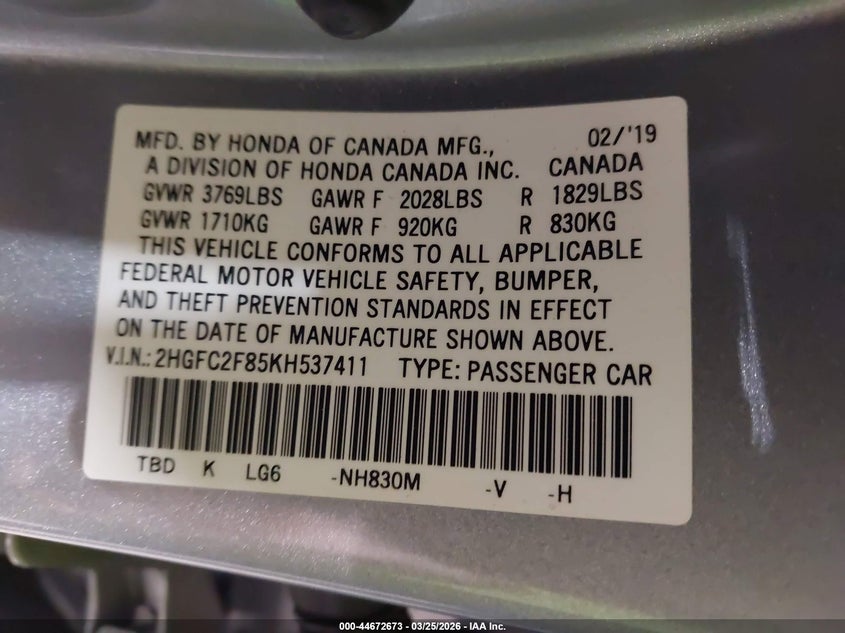 MFD. BY HONDA OF CANADA MFG., 02/'19
A DIVISION OF HONDA CANADA INC. CANADA
GVWR 3769LBS GAWR F 2028LBS R 1829LBS
GVWR 1710KG GAWR F 920KG R 830KG
THIS VEHICLE CONFORMS TO ALL APPLICABLE
FEDERAL MOTOR VEHICLE SAFETY, BUMPER,
AND THEFT PREVENTION STANDARDS IN EFFECT
ON THE DATE OF MANUFACTURE SHOWN ABOVE.
V.I.N.: 2HGFC2F85KH537411 TYPE: PASSENGER CAR
TBD K LG6 -NH830M -V -H
000-44672673 - 03/25/2026 - IAA Inc.